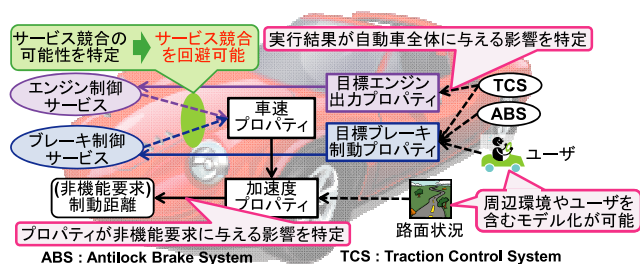 サービス競合の
可能性を特定
サービス競合
を回避可能
実行結果が自動車全体に与える影響を特定
エンジン制御
サービス
車速
プロパティ
目標エンジン
出力プロパティ
TCS
ABS
ブレーキ制御
サービス
目標ブレーキ
制動プロパティ
ユーザ
(非機能要求)
制動距離
加速度
プロパティ
路面状況
周辺環境やユーザを
含むモデル化が可能
プロパティが非機能要求に与える影響を特定
ABS : Antilock Brake System
TCS : Traction Control System